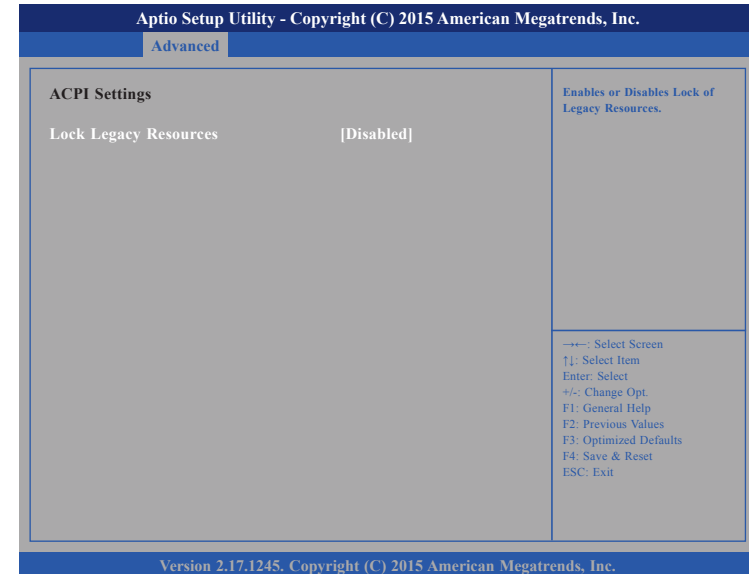 Aptio Setup Utility - Copyright (C) 2015 American Megatrends, Inc.
Advanced
ACPI Settings
Lock Legacy Resources [Disabled]
Enables or Disables Lock of
Legacy Resources.
→←: Select Screen
↑↓: Select Item
Enter: Select
+/-: Change Opt.
F1: General Help
F2: Previous Values
F3: Optimized Defaults
F4: Save & Reset
ESC: Exit
Version 2.17.1245. Copyright (C) 2015 American Megatrends, Inc.